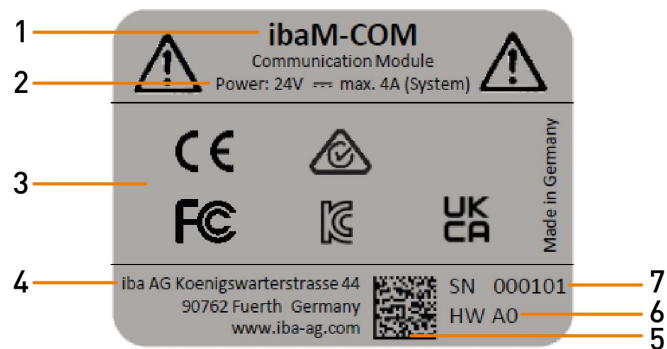 1
ibaM-COM
Communication Module
2
Power: 24V ⎓ max. 4A (System)
3
CE
FC
KC
UK
CA
Made in Germany
4
iba AG Koenigswarterstrasse 44
90762 Fuerth Germany
www.iba-ag.com
SN 000101
HW A0
7
6
5